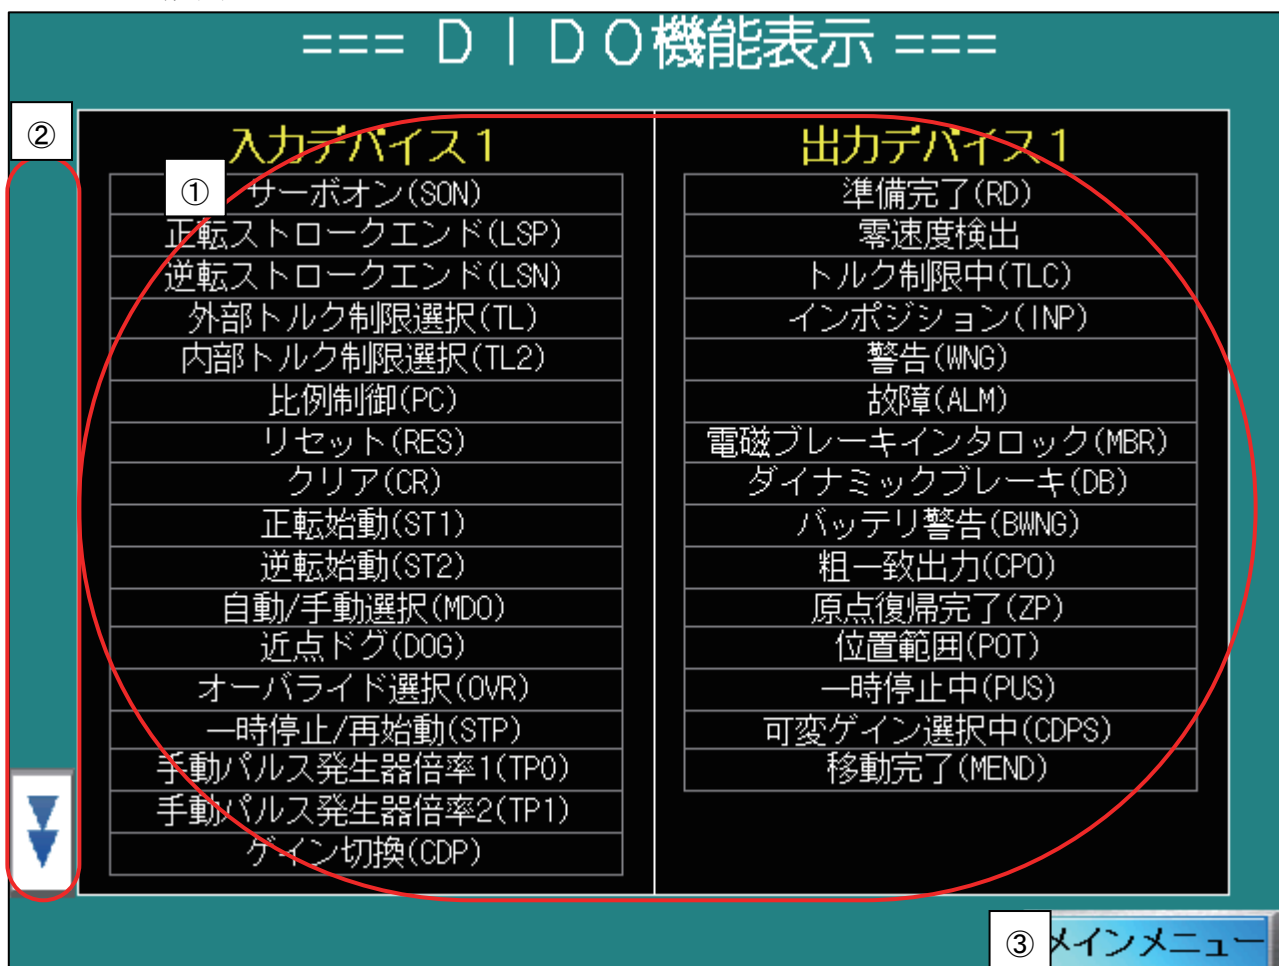 === ＤＩＤＯ機能表示 ===
②
入力デバイス１
①
サーボオン(SON)
正転ストロークエンド(LSP)
逆転ストロークエンド(LSN)
外部トルク制限選択(TL)
内部トルク制限選択(TL2)
比例制御(PC)
リセット(RES)
クリア(CR)
正転始動(ST1)
逆転始動(ST2)
自動/手動選択(MD0)
近点ドグ(DOG)
オーバライド選択(OVR)
一時停止/再始動(STP)
手動パルス発生器倍率1(TP0)
手動パルス発生器倍率2(TP1)
ゲイン切換(CDP)
出力デバイス１
準備完了(RD)
零速度検出
トルク制限中(TLC)
インポジション(INP)
警告(WNG)
故障(ALM)
電磁ブレーキインタロック(MBR)
ダイナミックブレーキ(DB)
バッテリ警告(BWNG)
粗一致出力(CPO)
原点復帰完了(ZP)
位置範囲(POT)
一時停止中(PUS)
可変ゲイン選択中(CDPS)
移動完了(MEND)
③
メインメニュー